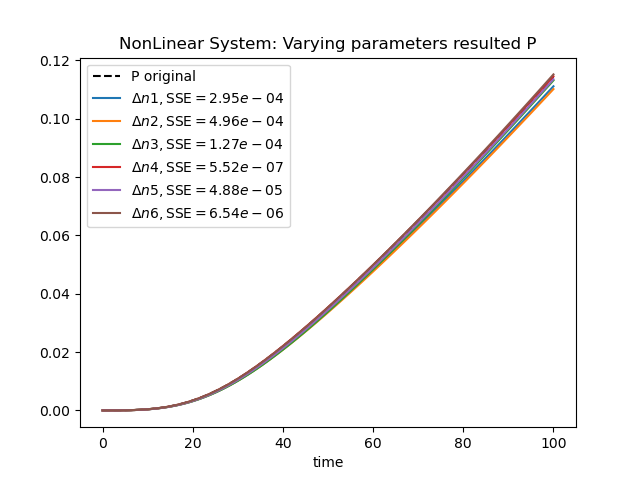 NonLinear System: Varying parameters resulted P
0.12
0.10
0.08
0.06
0.04
0.02
0.00
P original
Δn1, SSE = 2.95e − 04
Δn2, SSE = 4.96e − 04
Δn3, SSE = 1.27e − 04
Δn4, SSE = 5.52e − 07
Δn5, SSE = 4.88e − 05
Δn6, SSE = 6.54e − 06
0 20 40 60 80 100
time